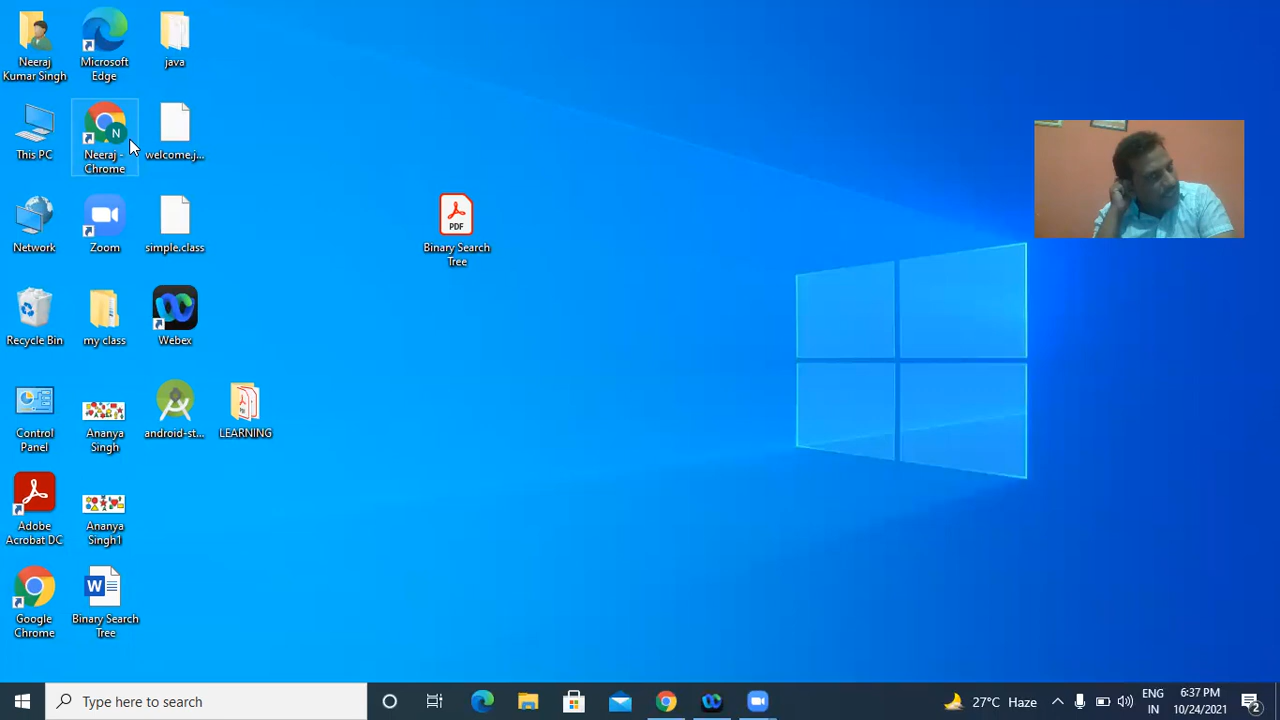 Neeraj
Kumar Singh
Microsoft
Edge
java
This PC
N
Neeraj -
Chrome
welcome.j...
Network
Zoom
simple.class
PDF
Binary Search
Tree
Recycle Bin
my class
Webex
Control
Panel
Ananya
Singh
android-st...
LEARNING
Adobe
Acrobat DC
Ananya
Singh1
Google
Chrome
W
Binary Search
Tree
Type here to search
27°C Haze
ENG
IN
6:37 PM
10/24/2021
2